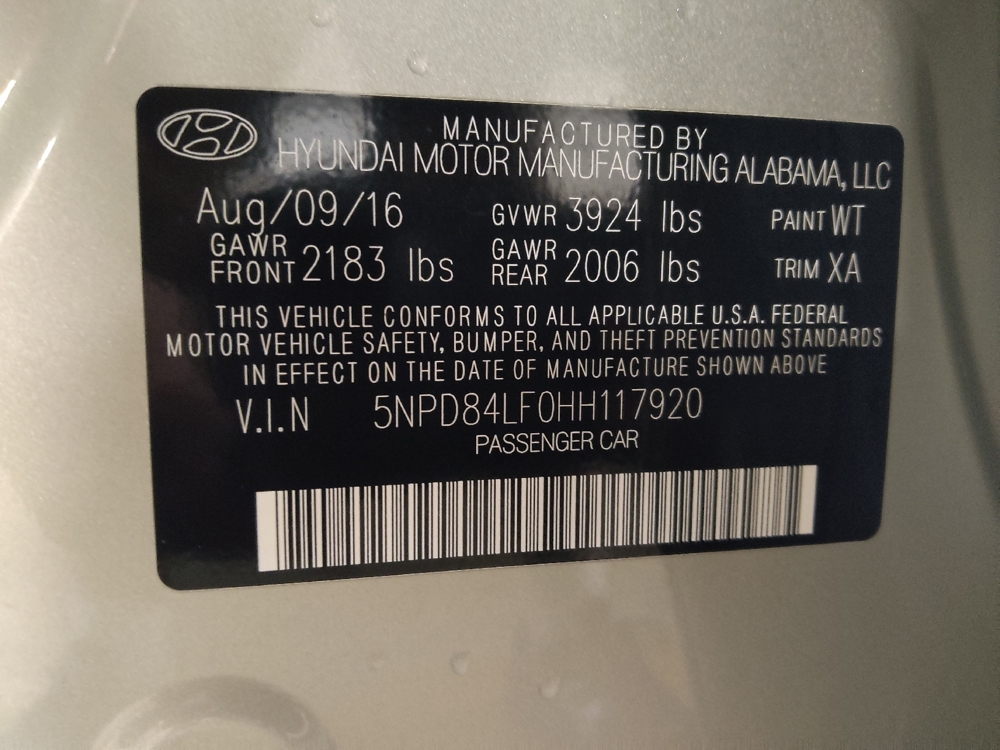 MANUFACTURED BY
HYUNDAI MOTOR MANUFACTURING ALABAMA, LLC
Aug/09/16 GVWR 3924 lbs PAINT WT
GAWR FRONT 2183 lbs GAWR REAR 2006 lbs TRIM XA
THIS VEHICLE CONFORMS TO ALL APPLICABLE U.S.A. FEDERAL
MOTOR VEHICLE SAFETY, BUMPER, AND THEFT PREVENTION STANDARDS
IN EFFECT ON THE DATE OF MANUFACTURE SHOWN ABOVE
V.I.N 5NPD84LF0HH117920
PASSENGER CAR